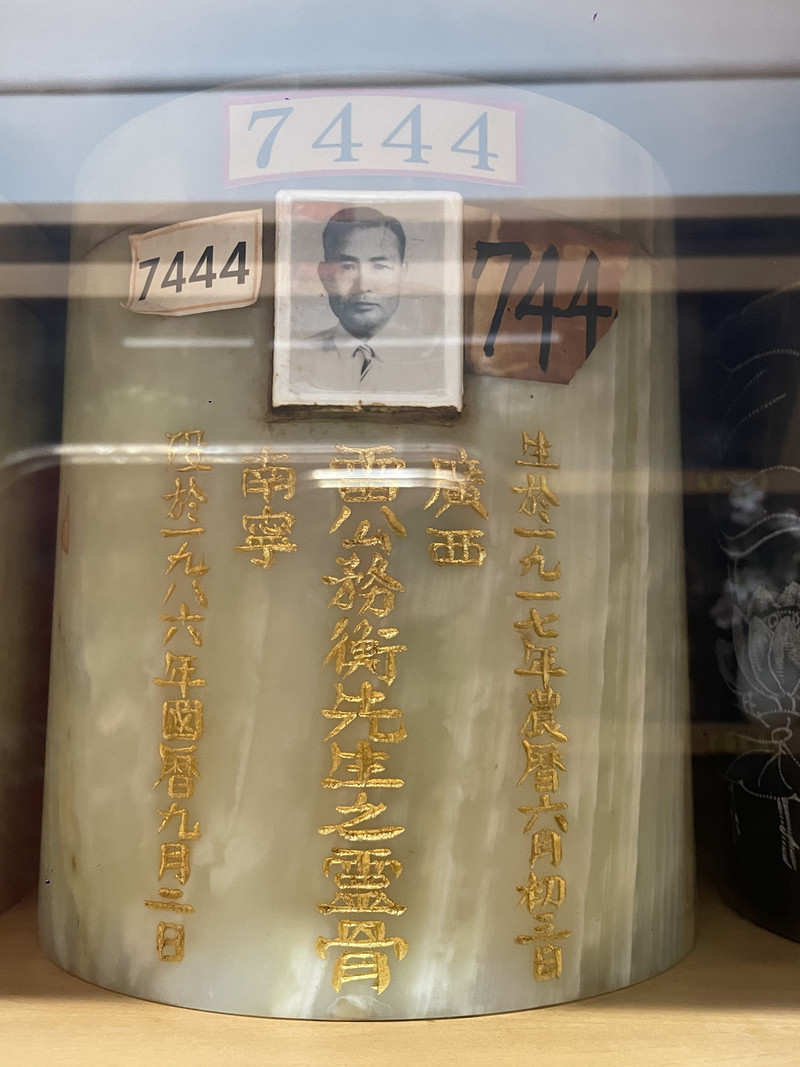 7444
7444
744
生於一九一七年農曆六月初三日
廣西
雷公務衡先生之靈骨
南寧
歿於一九八六年國曆九月二日